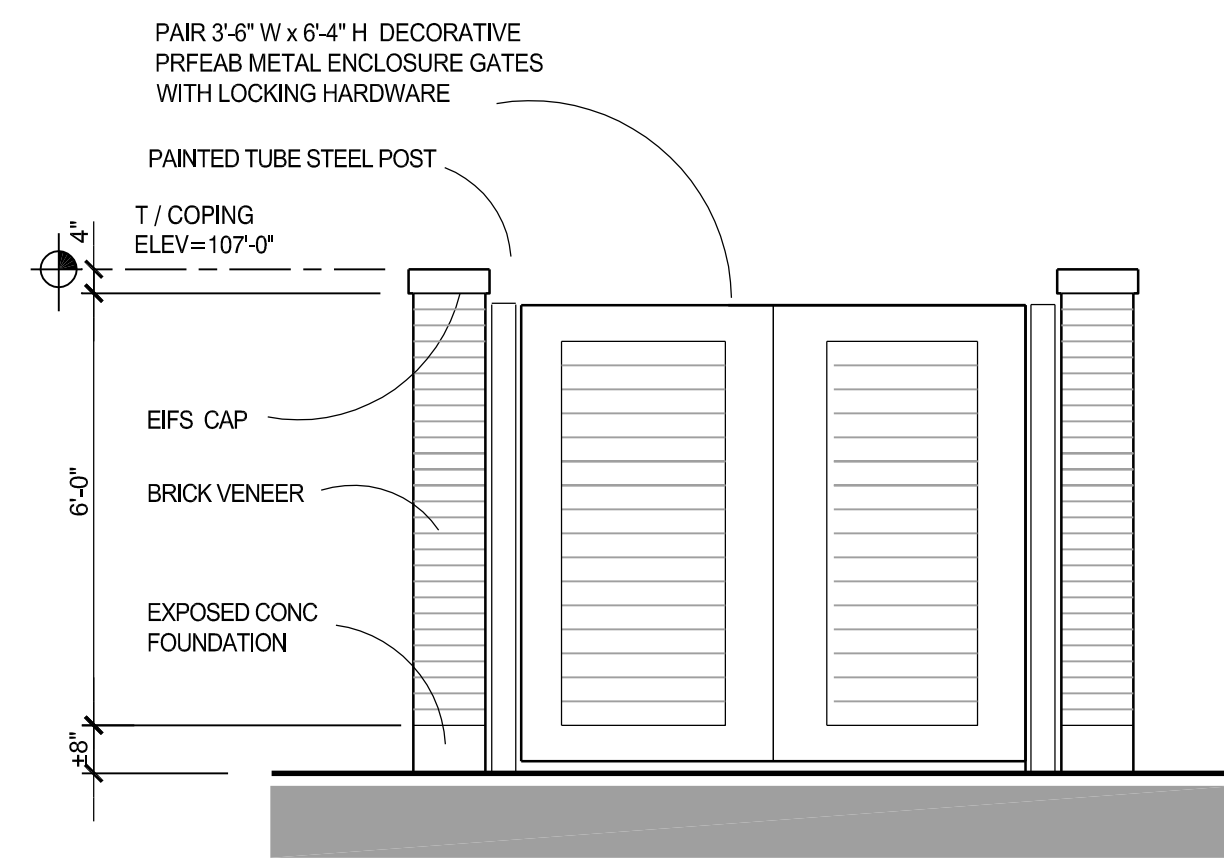 PAIR 3'-6" W x 6'-4" H DECORATIVE
PRFEAB METAL ENCLOSURE GATES
WITH LOCKING HARDWARE
PAINTED TUBE STEEL POST
T / COPING
ELEV=107'-0"
4"
EIFS CAP
6'-0"
BRICK VENEER
EXPOSED CONC
FOUNDATION
±8"